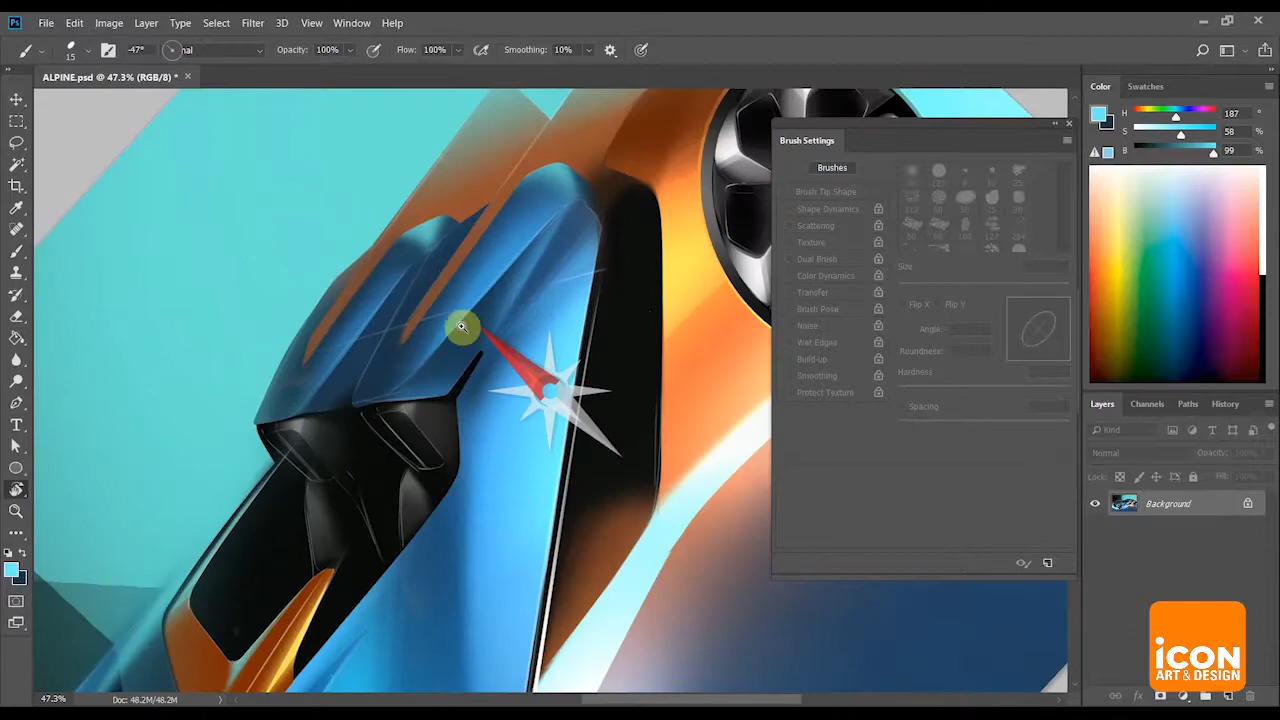 Ps File Edit Image Layer Type Select Filter 3D View Window Help
15 -47° Opacity: 100% Flow: 100% Smoothing: 10%
ALPINE.psd @ 47.3% (RGB/8) * ×
Color Swatches
H 187 °
S 58 %
B 99 %
Brush Settings
Brushes
Brush Tip Shape
Shape Dynamics
Scattering
Texture
Dual Brush
Color Dynamics
Transfer
Brush Pose
Noise
Wet Edges
Build-up
Smoothing
Protect Texture
Size
Flip X Flip Y
Angle:
Roundness:
Hardness
Spacing
Layers Channels Paths History
Kind
Normal Opacity: 100%
Lock: Fill:
Background
iCON
ART & DESIGN
47.3% Doc: 48.2M/48.2M